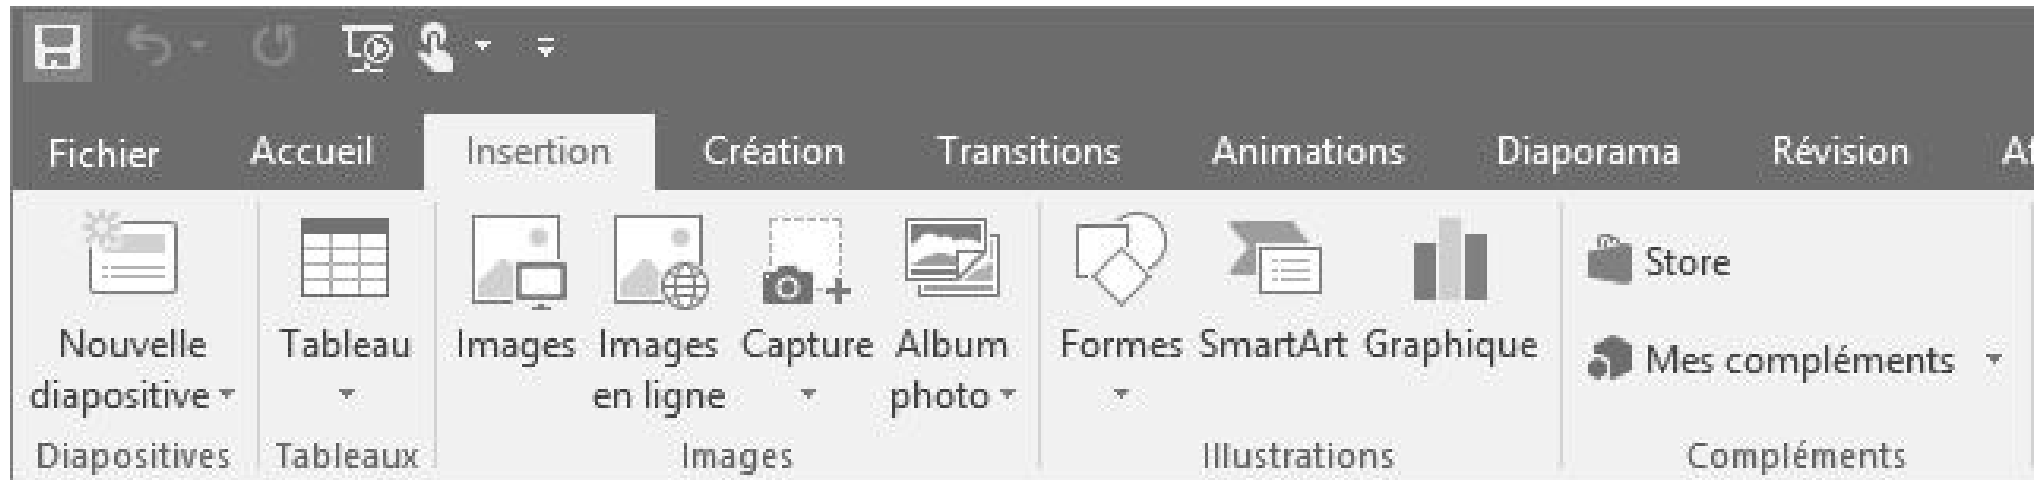 Fichier Accueil Insertion Création Transitions Animations Diaporama Révision
Nouvelle diapositive
Tableau
Images
Images en ligne
Capture
Album photo
Formes
SmartArt
Graphique
Store
Mes compléments
Diapositives Tableaux Images Illustrations Compléments